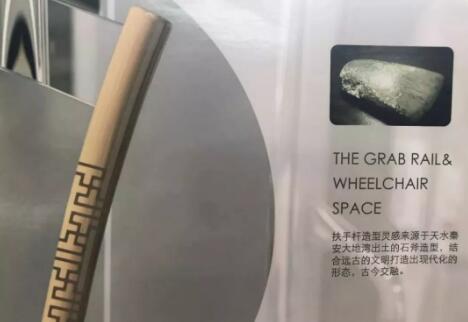 THE GRAB RAIL&
WHEELCHAIR
SPACE
扶手杆造型灵感来源于天水秦
安大地湾出土的石斧造型，结
合远古的文明打造出现代化的
形态，古今交融。